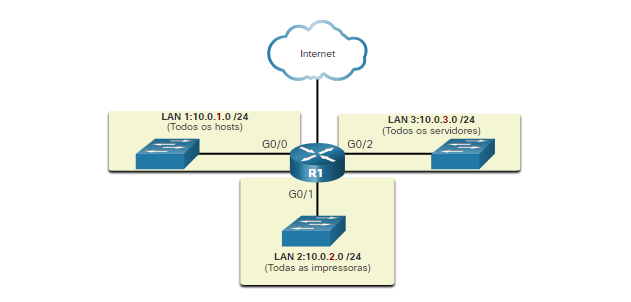 Internet
LAN 1:10.0.1.0 /24
(Todos os hosts)
LAN 3:10.0.3.0 /24
(Todos os servidores)
G0/0
G0/2
R1
G0/1
LAN 2:10.0.2.0 /24
(Todas as impressoras)